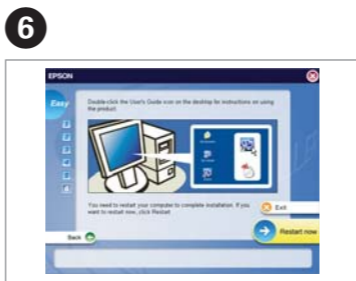 6
EPSON
Easy
Double-click the User's Guide icon on the desktop for instructions on using
the product.
You need to restart your computer to complete installation. If you
want to restart now, click Restart
Exit
Restart now
Back